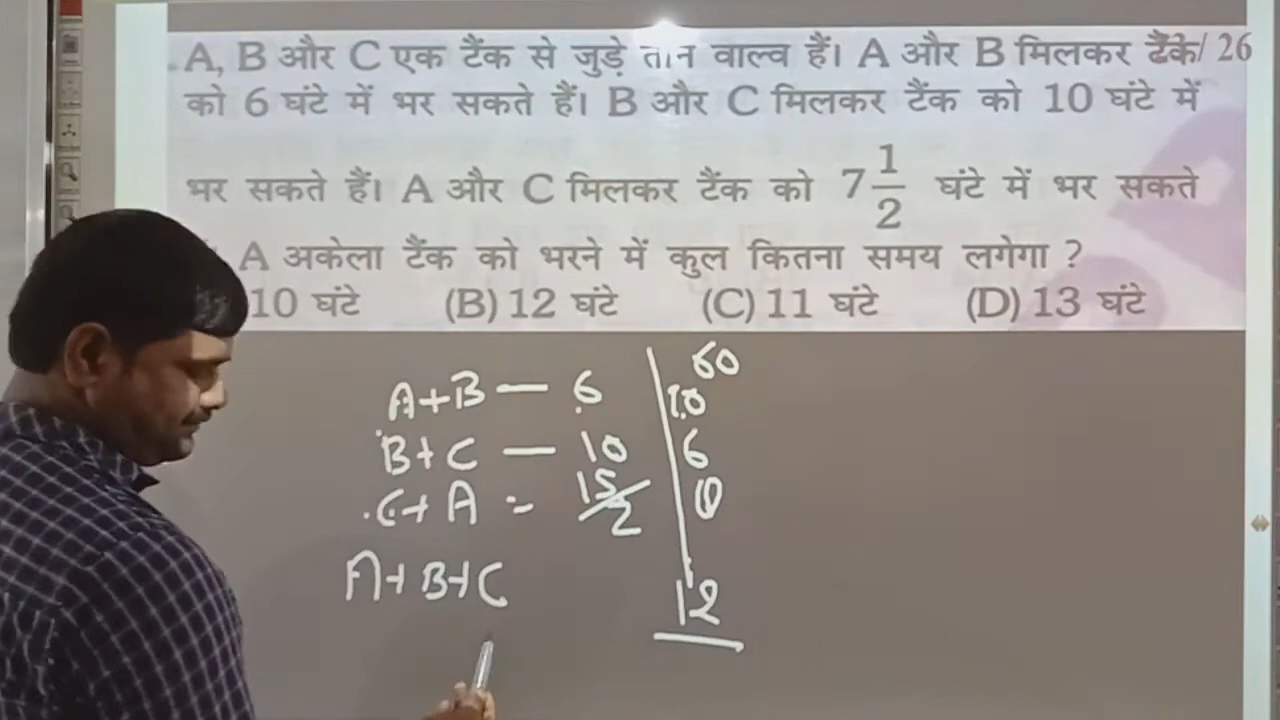 A, B और C एक टैंक से जुड़े तीन वाल्व हैं। A और B मिलकर टैंक / 26
को 6 घंटे में भर सकते हैं। B और C मिलकर टैंक को 10 घंटे में
भर सकते हैं। A और C मिलकर टैंक को 7 1/2 घंटे में भर सकते
A अकेला टैंक को भरने में कुल कितना समय लगेगा ?
10 घंटे (B) 12 घंटे (C) 11 घंटे (D) 13 घंटे
60
A+B — 6 10
B+C — 10 6
C+A = 15/2
A+B+C 12